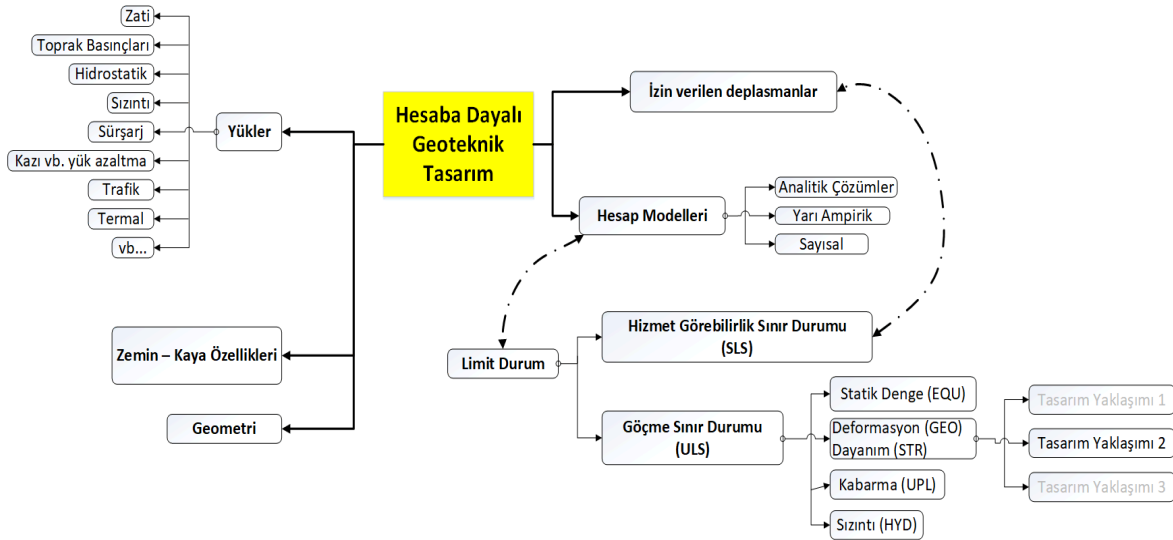 Zati
Toprak Basınçları
Hidrostatik
Sızıntı
Sürşarj
Kazı vb. yük azaltma
Trafik
Termal
vb...
Yükler
Hesaba Dayalı
Geoteknik
Tasarım
Zemin – Kaya Özellikleri
Geometri
İzin verilen deplasmanlar
Hesap Modelleri
Analitik Çözümler
Yarı Ampirik
Sayısal
Limit Durum
Hizmet Görebilirlik Sınır Durumu
(SLS)
Göçme Sınır Durumu
(ULS)
Statik Denge (EQU)
Deformasyon (GEO)
Dayanım (STR)
Kabarma (UPL)
Sızıntı (HYD)
Tasarım Yaklaşımı 1
Tasarım Yaklaşımı 2
Tasarım Yaklaşımı 3